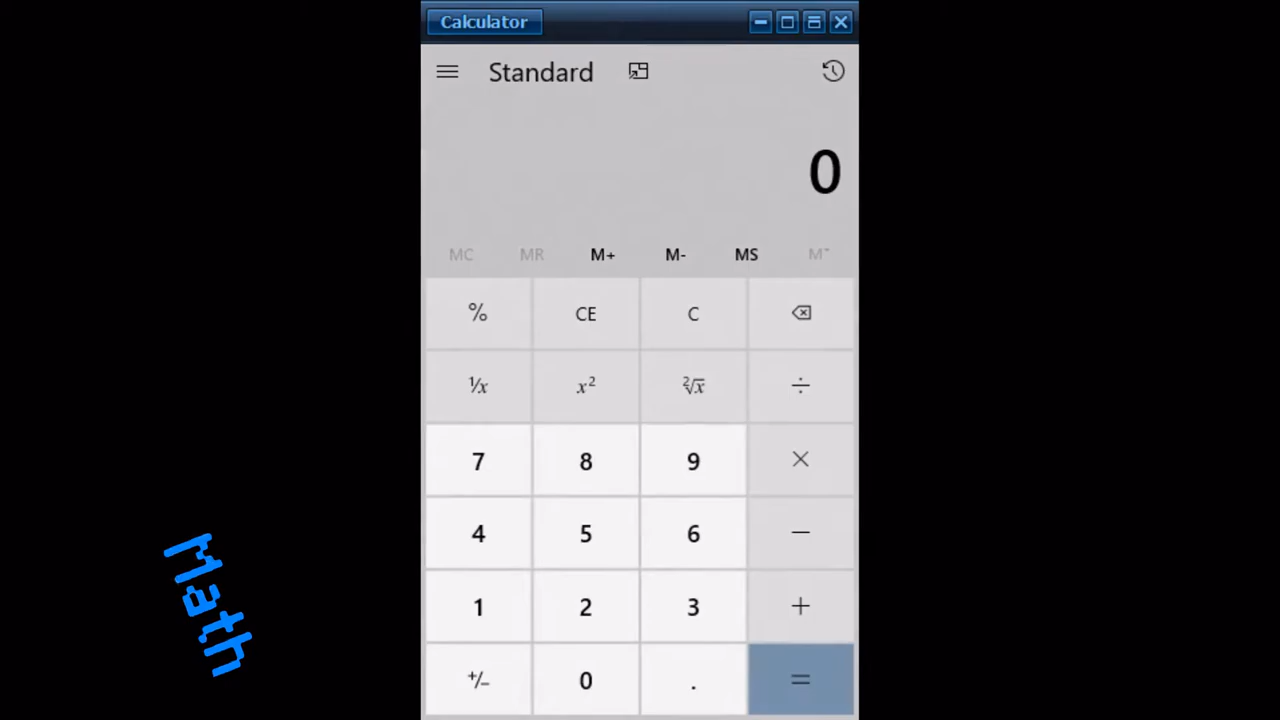 Calculator
Standard
0
MC MR M+ M- MS M˅
% CE C
¹/x x² ²√x ÷
7 8 9 ×
4 5 6 −
1 2 3 +
⁺/₋ 0 . =
Math